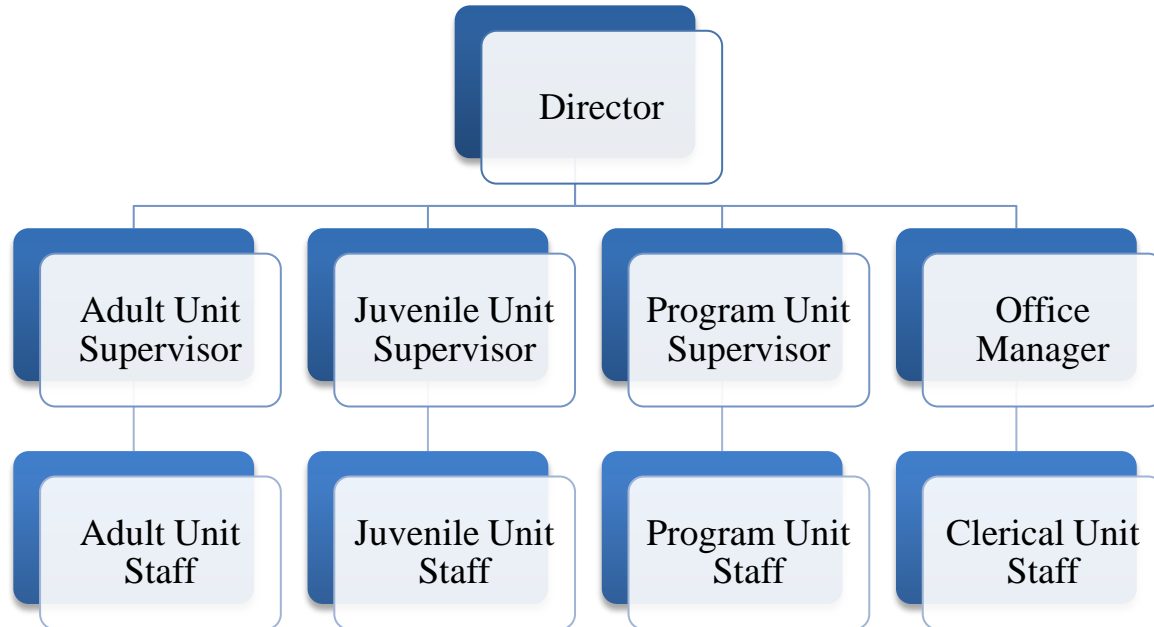 Director
Adult Unit
Supervisor
Juvenile Unit
Supervisor
Program Unit
Supervisor
Office
Manager
Adult Unit
Staff
Juvenile Unit
Staff
Program Unit
Staff
Clerical Unit
Staff